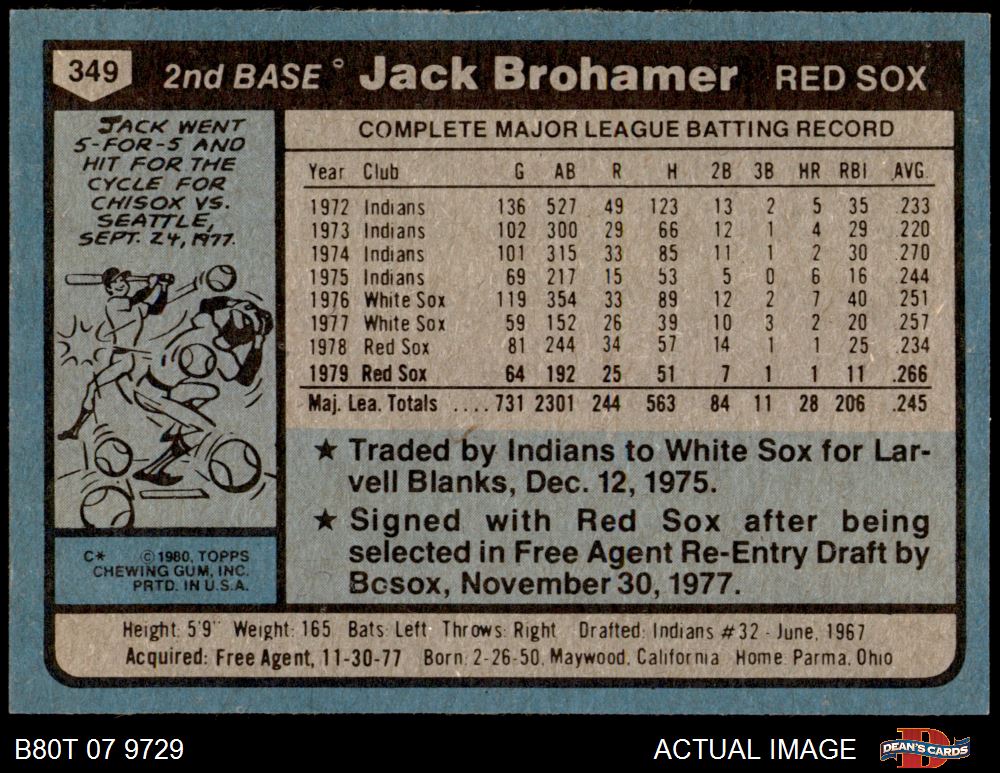 349 2nd BASE Jack Brohamer RED SOX
JACK WENT
5-FOR-5 AND
HIT FOR THE
CYCLE FOR
CHISOX VS.
SEATTLE,
SEPT. 24, 1977.
C* © 1980, TOPPS
CHEWING GUM, INC.
PRTD. IN U.S.A.
COMPLETE MAJOR LEAGUE BATTING RECORD
Year Club G AB R H 2B 3B HR RBI AVG.
1972 Indians 136 527 49 123 13 2 5 35 .233
1973 Indians 102 300 29 66 12 1 4 29 .220
1974 Indians 101 315 33 85 11 1 2 30 .270
1975 Indians 69 217 15 53 5 0 6 16 .244
1976 White Sox 119 354 33 89 12 2 7 40 .251
1977 White Sox 59 152 26 39 10 3 2 20 .257
1978 Red Sox 81 244 34 57 14 1 1 25 .234
1979 Red Sox 64 192 25 51 7 1 1 11 .266
Maj. Lea. Totals ....731 2301 244 563 84 11 28 206 .245
★ Traded by Indians to White Sox for Lar-
vell Blanks, Dec. 12, 1975.
★ Signed with Red Sox after being
selected in Free Agent Re-Entry Draft by
Bosox, November 30, 1977.
Height: 5'9" Weight: 165 Bats: Left Throws: Right Drafted: Indians #32 - June, 1967
Acquired: Free Agent, 11-30-77 Born: 2-26-50, Maywood, California Home: Parma, Ohio
B80T 07 9729 ACTUAL IMAGE DEAN'S CARDS